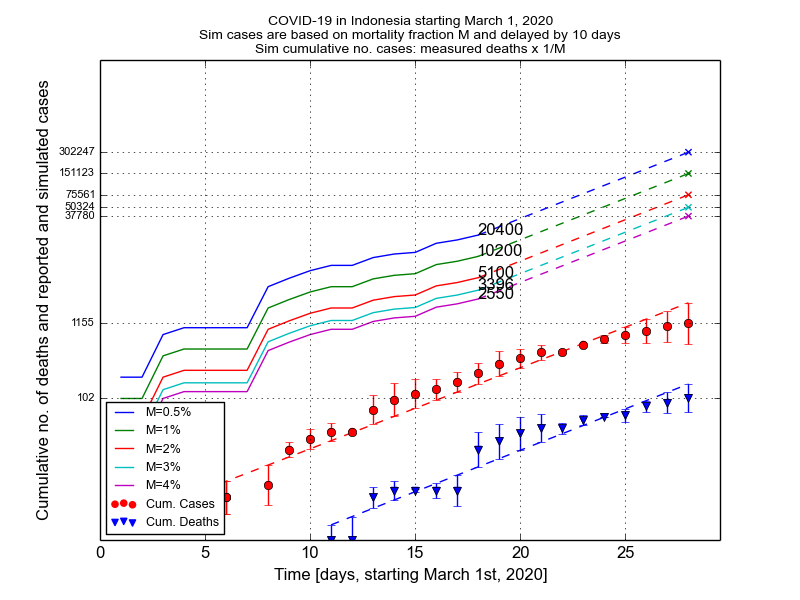 COVID-19 in Indonesia starting March 1, 2020
Sim cases are based on mortality fraction M and delayed by 10 days
Sim cumulative no. cases: measured deaths x 1/M
Cumulative no. of deaths and reported and simulated cases
302247
151123
75561
50324
37780
1155
102
20400
10200
5100
3396
2550
M=0.5%
M=1%
M=2%
M=3%
M=4%
Cum. Cases
Cum. Deaths
0 5 10 15 20 25
Time [days, starting March 1st, 2020]